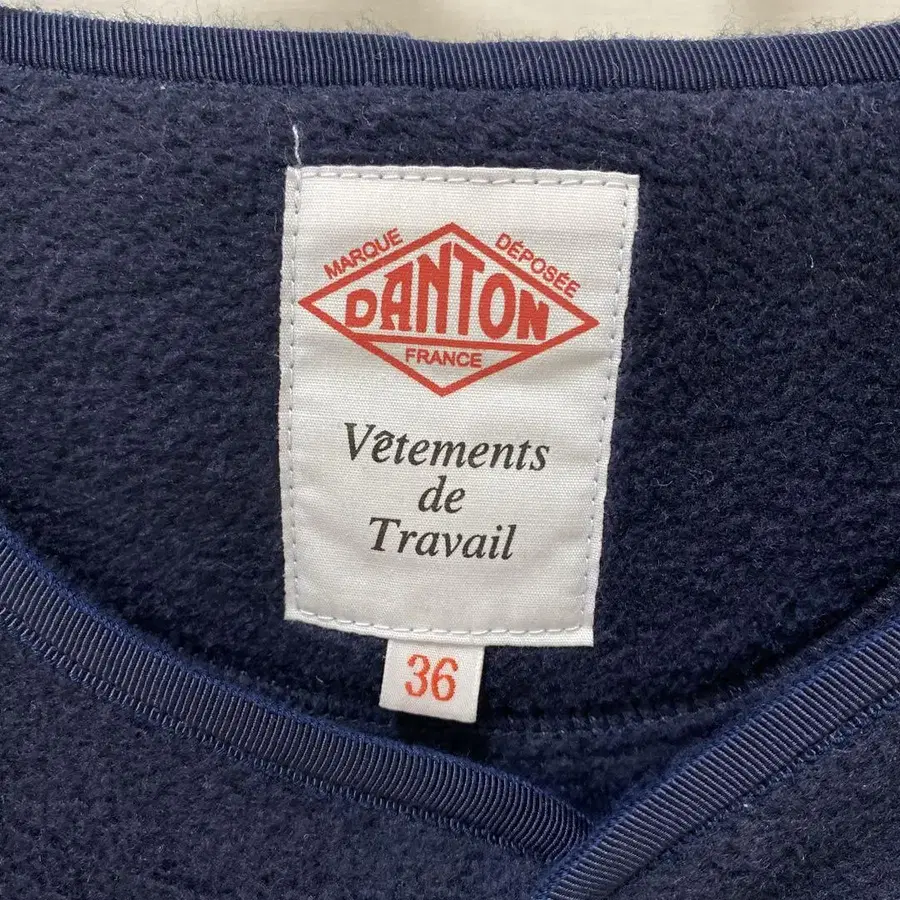 MARQUE DÉPOSÉE
DANTON
FRANCE
Vêtements
de
Travail
36